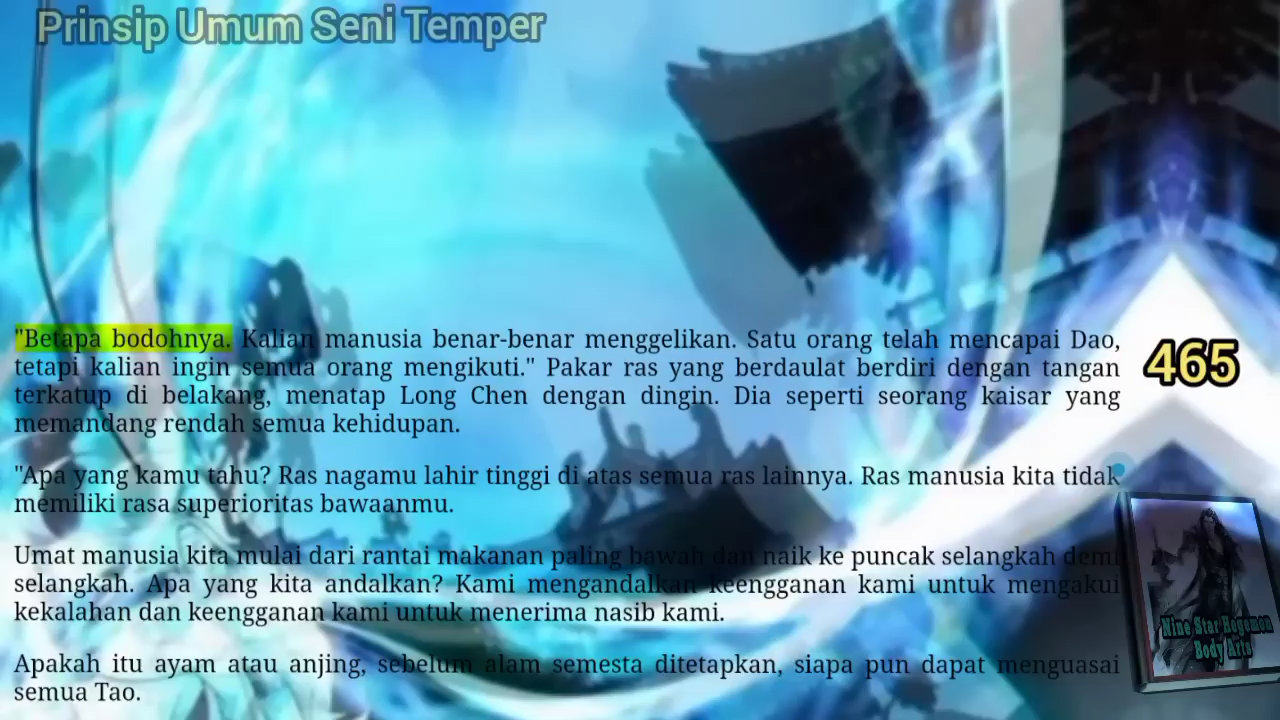 Prinsip Umum Seni Temper
"Betapa bodohnya. Kalian manusia benar-benar menggelikan. Satu orang telah mencapai Dao,
tetapi kalian ingin semua orang mengikuti." Pakar ras yang berdaulat berdiri dengan tangan
terkatup di belakang, menatap Long Chen dengan dingin. Dia seperti seorang kaisar yang
memandang rendah semua kehidupan.
465
"Apa yang kamu tahu? Ras nagamu lahir tinggi di atas semua ras lainnya. Ras manusia kita tidak
memiliki rasa superioritas bawaanmu.
Umat manusia kita mulai dari rantai makanan paling bawah dan naik ke puncak selangkah demi
selangkah. Apa yang kita andalkan? Kami mengandalkan keengganan kami untuk mengakui
kekalahan dan keengganan kami untuk menerima nasib kami.
Apakah itu ayam atau anjing, sebelum alam semesta ditetapkan, siapa pun dapat menguasai
semua Tao.
Nine Star Hegemon
Body Arts